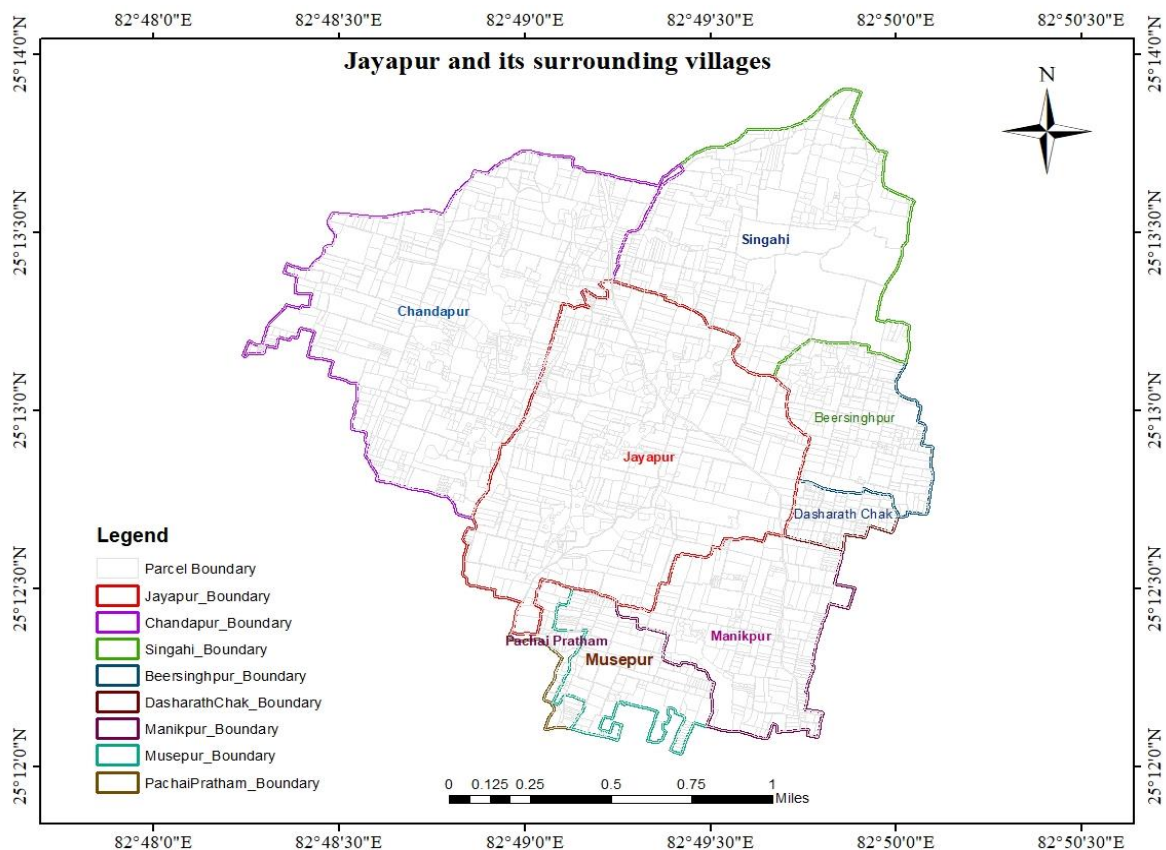 82°48'0"E 82°48'30"E 82°49'0"E 82°49'30"E 82°50'0"E 82°50'30"E
25°14'0"N 25°14'0"N
Jayapur and its surrounding villages
N
25°13'30"N 25°13'30"N
Singahi
Chandapur
25°13'0"N 25°13'0"N
Beersinghpur
Jayapur
Dasharath Chak
Legend
Parcel Boundary
25°12'30"N 25°12'30"N
Jayapur_Boundary
Chandapur_Boundary
Manikpur
Pachai Pratham
Singahi_Boundary
Musepur
Beersinghpur_Boundary
DasharathChak_Boundary
Manikpur_Boundary
Musepur_Boundary
25°12'0"N 25°12'0"N
PachaiPratham_Boundary
0 0.125 0.25 0.5 0.75 1
Miles
82°48'0"E 82°48'30"E 82°49'0"E 82°49'30"E 82°50'0"E 82°50'30"E